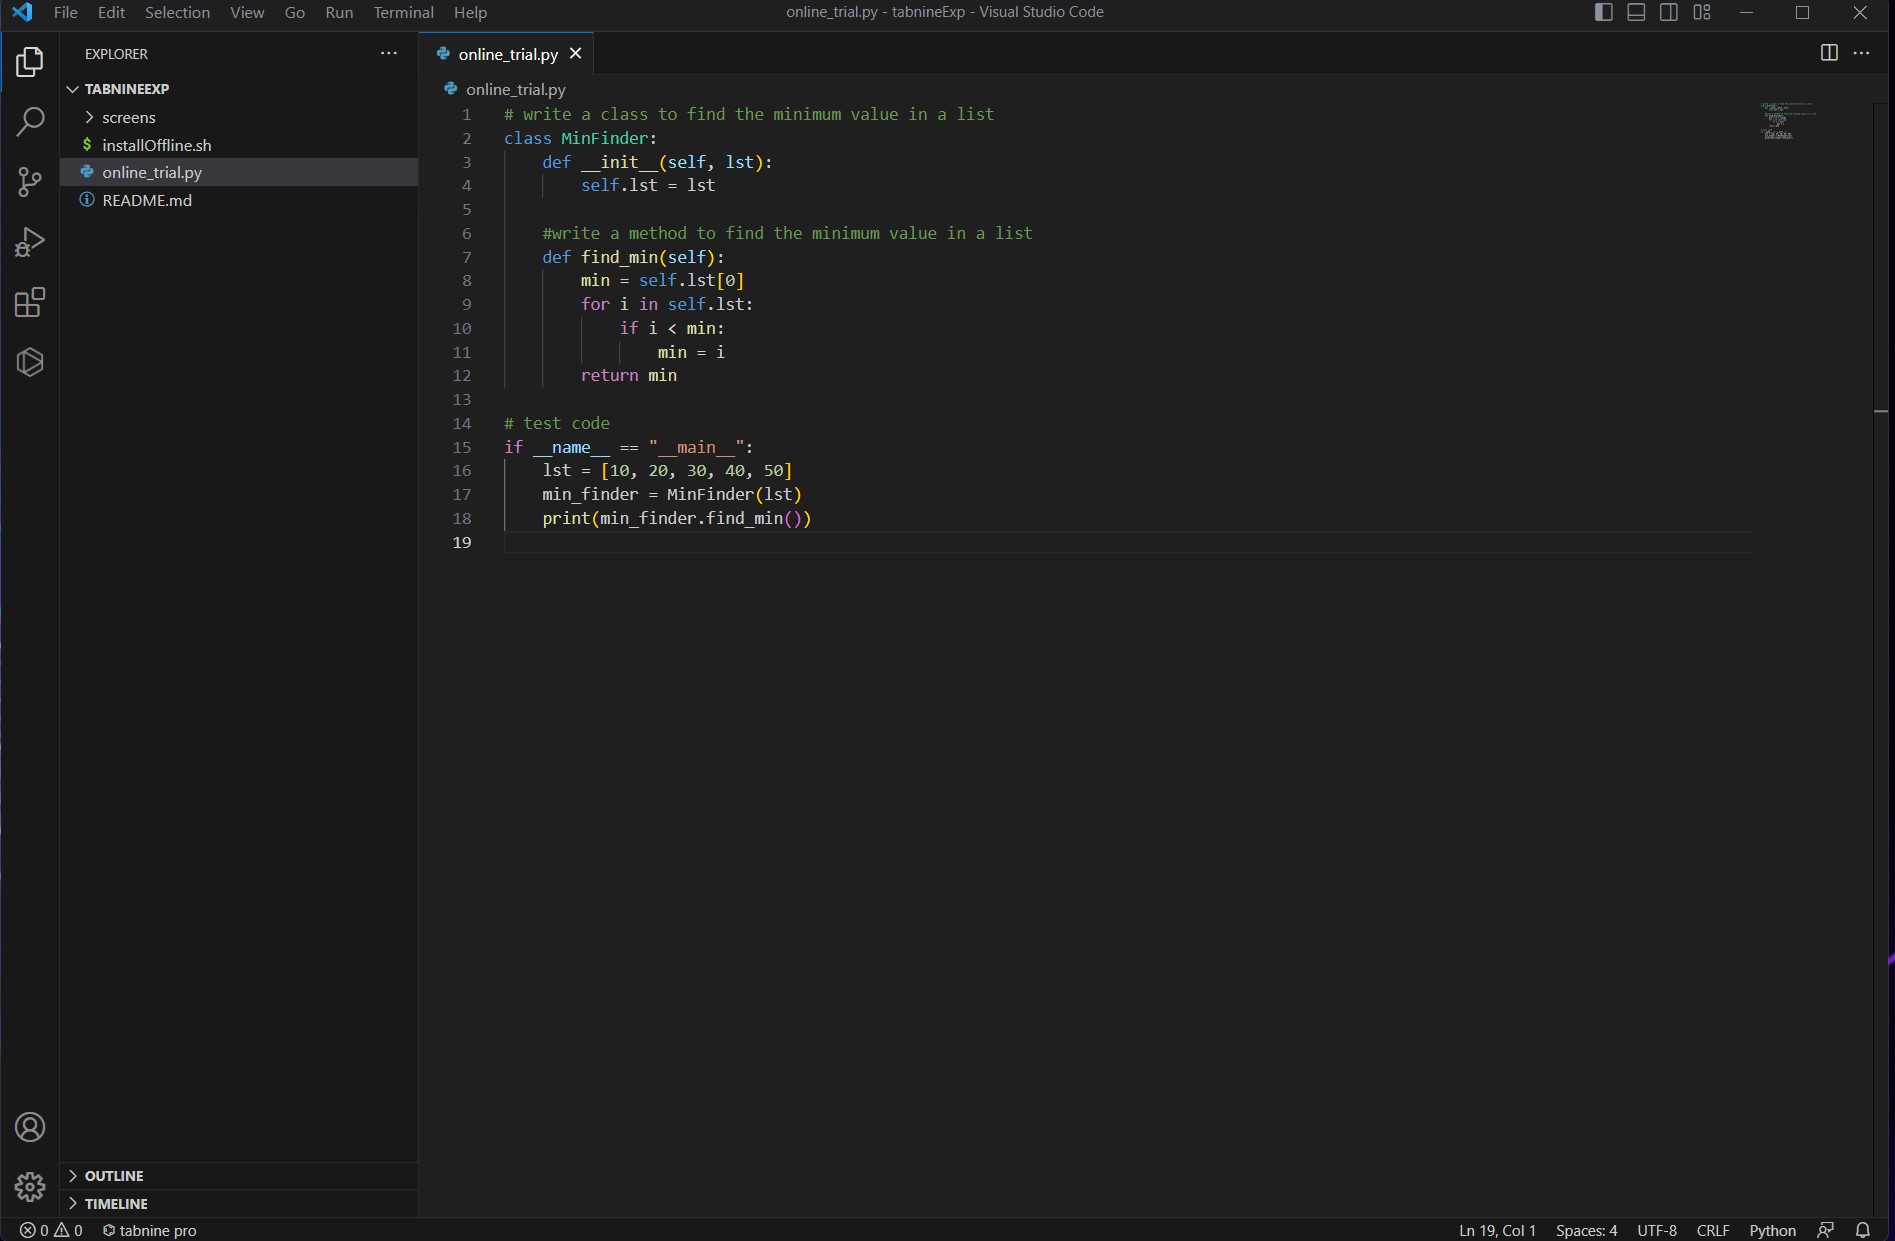 File Edit Selection View Go Run Terminal Help
online_trial.py - tabnineExp - Visual Studio Code
EXPLORER
TABNINEEXP
screens
$ installOffline.sh
online_trial.py
README.md
OUTLINE
TIMELINE
online_trial.py
online_trial.py
1 # write a class to find the minimum value in a list
2 class MinFinder:
3     def __init__(self, lst):
4         self.lst = lst
5
6     #write a method to find the minimum value in a list
7     def find_min(self):
8         min = self.lst[0]
9         for i in self.lst:
10             if i < min:
11                 min = i
12         return min
13
14 # test code
15 if __name__ == "__main__":
16     lst = [10, 20, 30, 40, 50]
17     min_finder = MinFinder(lst)
18     print(min_finder.find_min())
19
0 0 tabnine pro
Ln 19, Col 1 Spaces: 4 UTF-8 CRLF Python